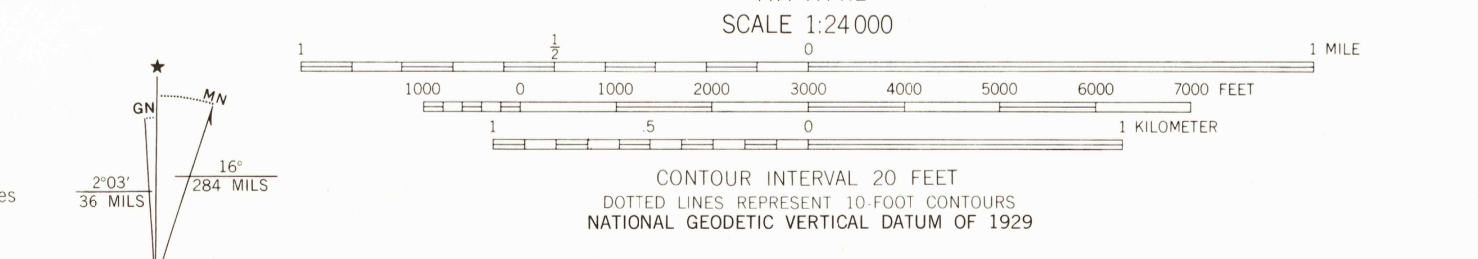 SCALE 1:24 000
1 ½ 0 1 MILE
1000 0 1000 2000 3000 4000 5000 6000 7000 FEET
1 .5 0 1 KILOMETER
CONTOUR INTERVAL 20 FEET
DOTTED LINES REPRESENT 10-FOOT CONTOURS
NATIONAL GEODETIC VERTICAL DATUM OF 1929
GN
MN
2°03′
36 MILS
16°
284 MILS
es